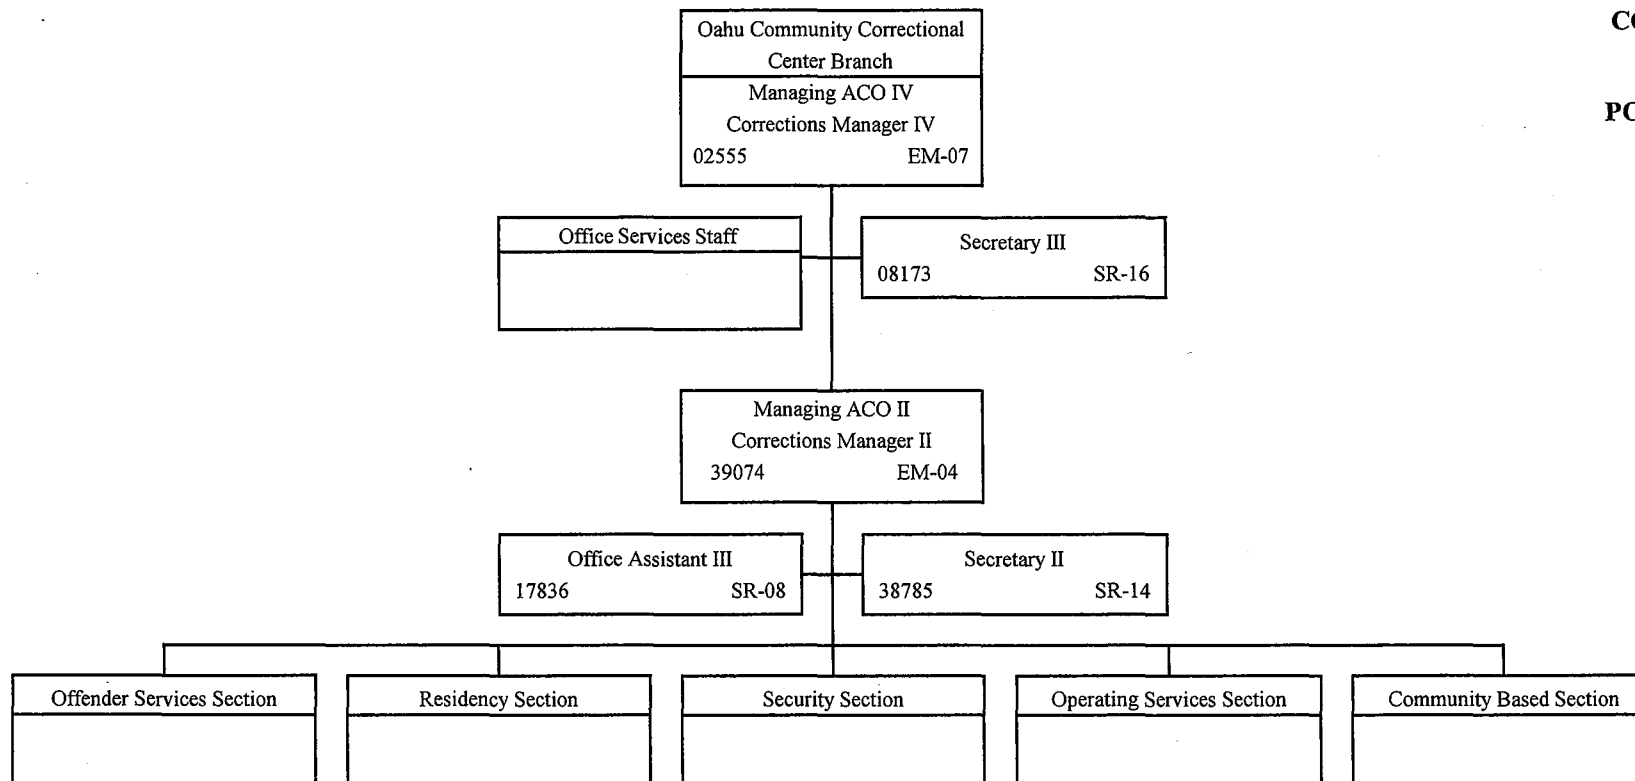 Oahu Community Correctional
Center Branch
Managing ACO IV
Corrections Manager IV
02555 EM-07
Office Services Staff
Secretary III
08173 SR-16
Managing ACO II
Corrections Manager II
39074 EM-04
Office Assistant III
17836 SR-08
Secretary II
38785 SR-14
Offender Services Section
Residency Section
Security Section
Operating Services Section
Community Based Section